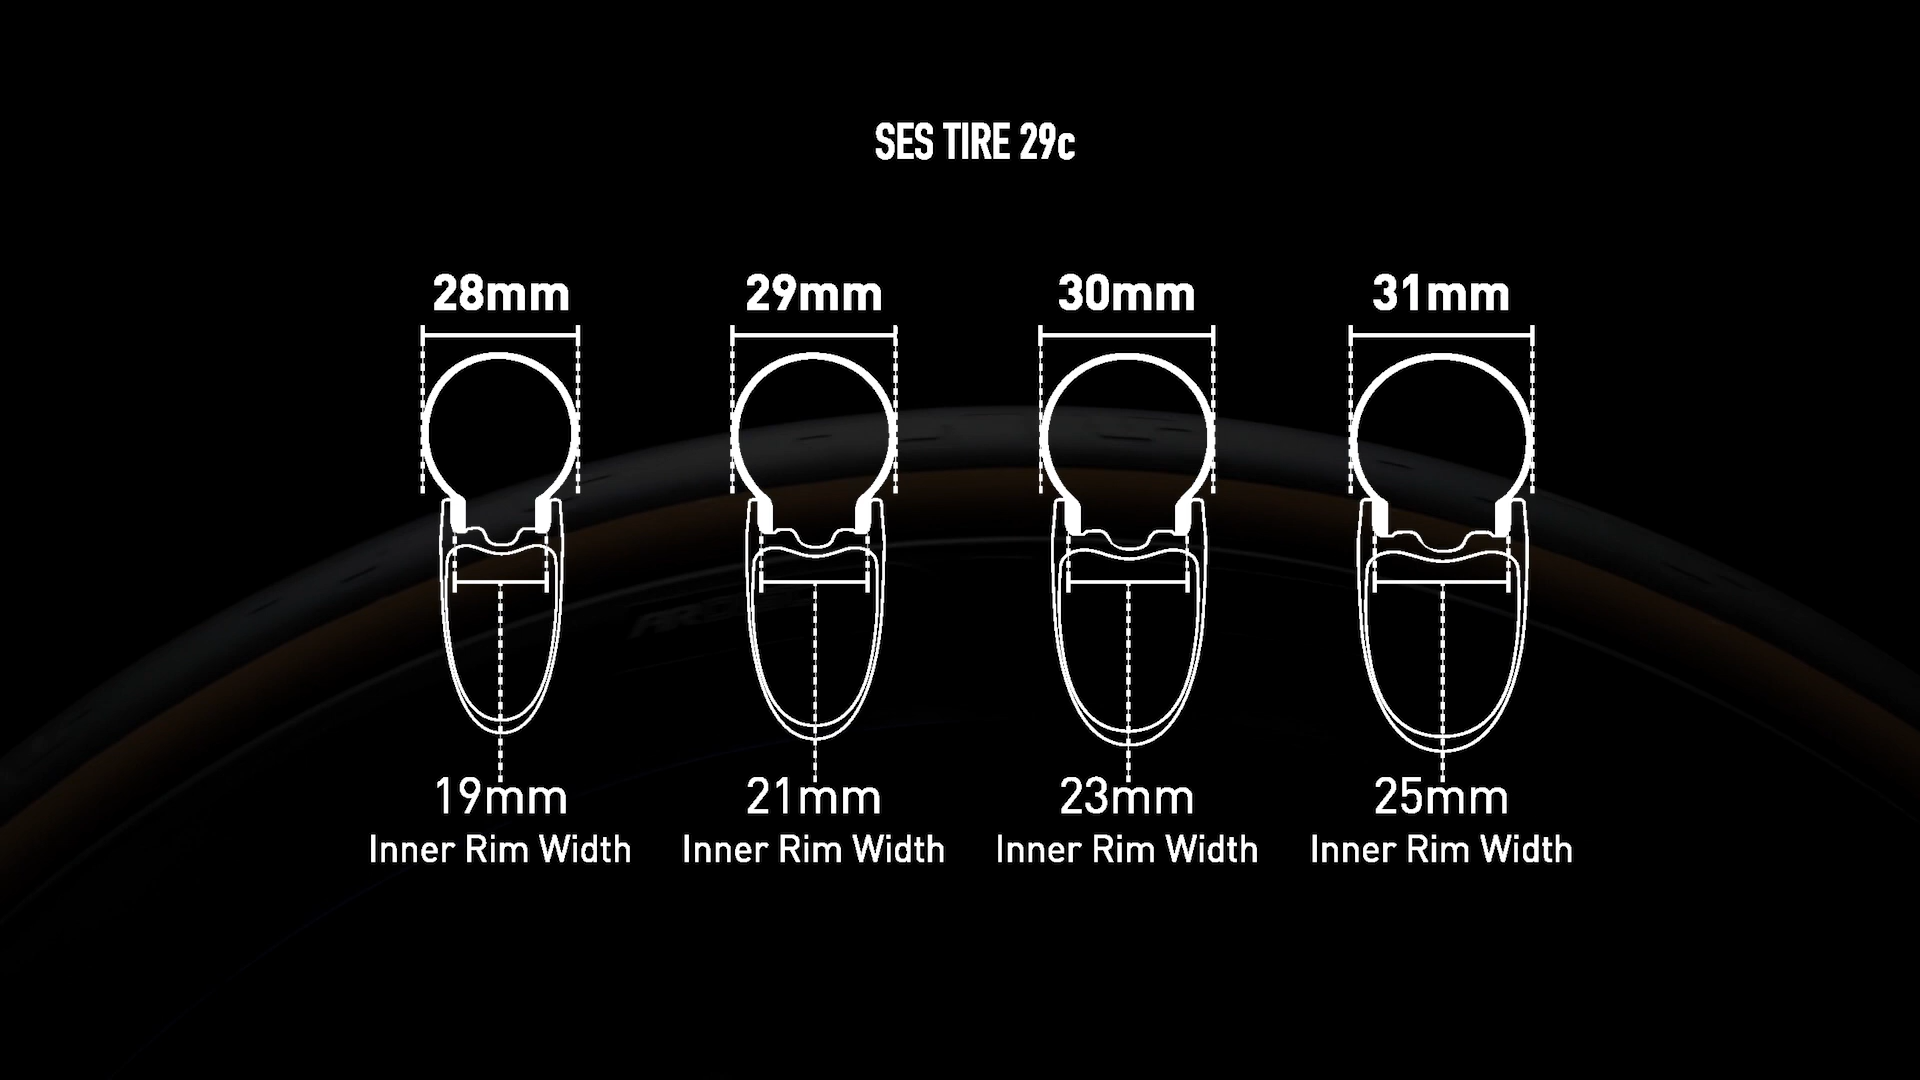 SES TIRE 29c
28mm 29mm 30mm 31mm
19mm 21mm 23mm 25mm
Inner Rim Width Inner Rim Width Inner Rim Width Inner Rim Width